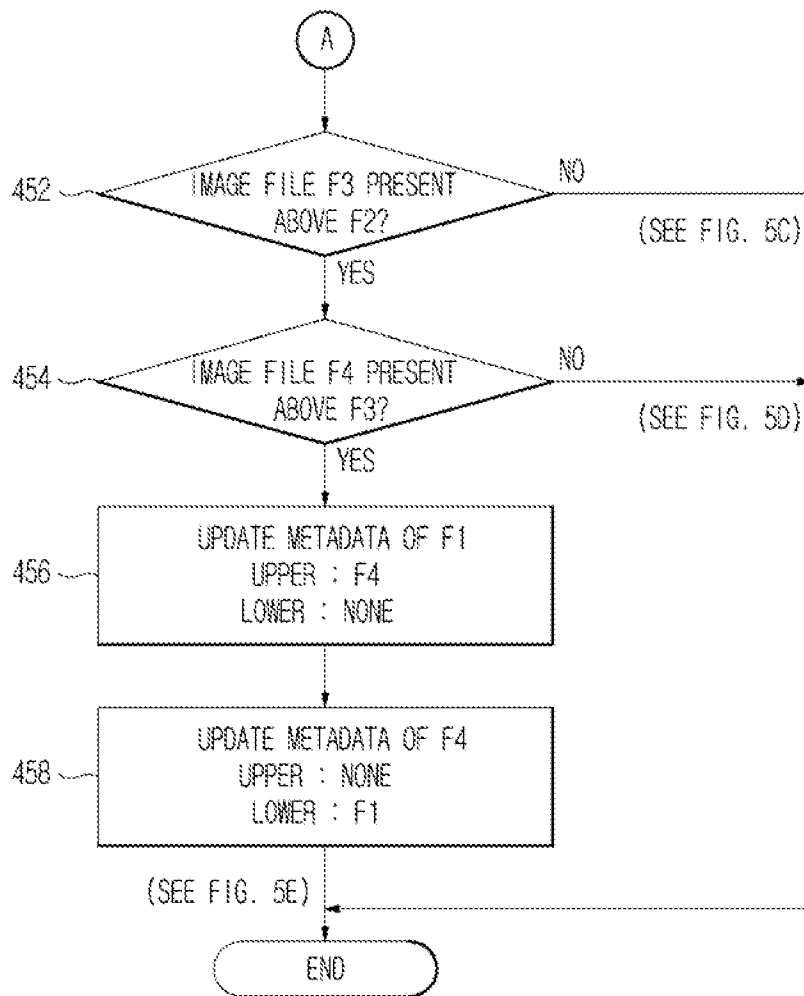 A
452
IMAGE FILE F3 PRESENT
ABOVE F2?
NO
(SEE FIG. 5C)
YES
454
IMAGE FILE F4 PRESENT
ABOVE F3?
NO
(SEE FIG. 5D)
YES
456
UPDATE METADATA OF F1
UPPER : F4
LOWER : NONE
458
UPDATE METADATA OF F4
UPPER : NONE
LOWER : F1
(SEE FIG. 5E)
END